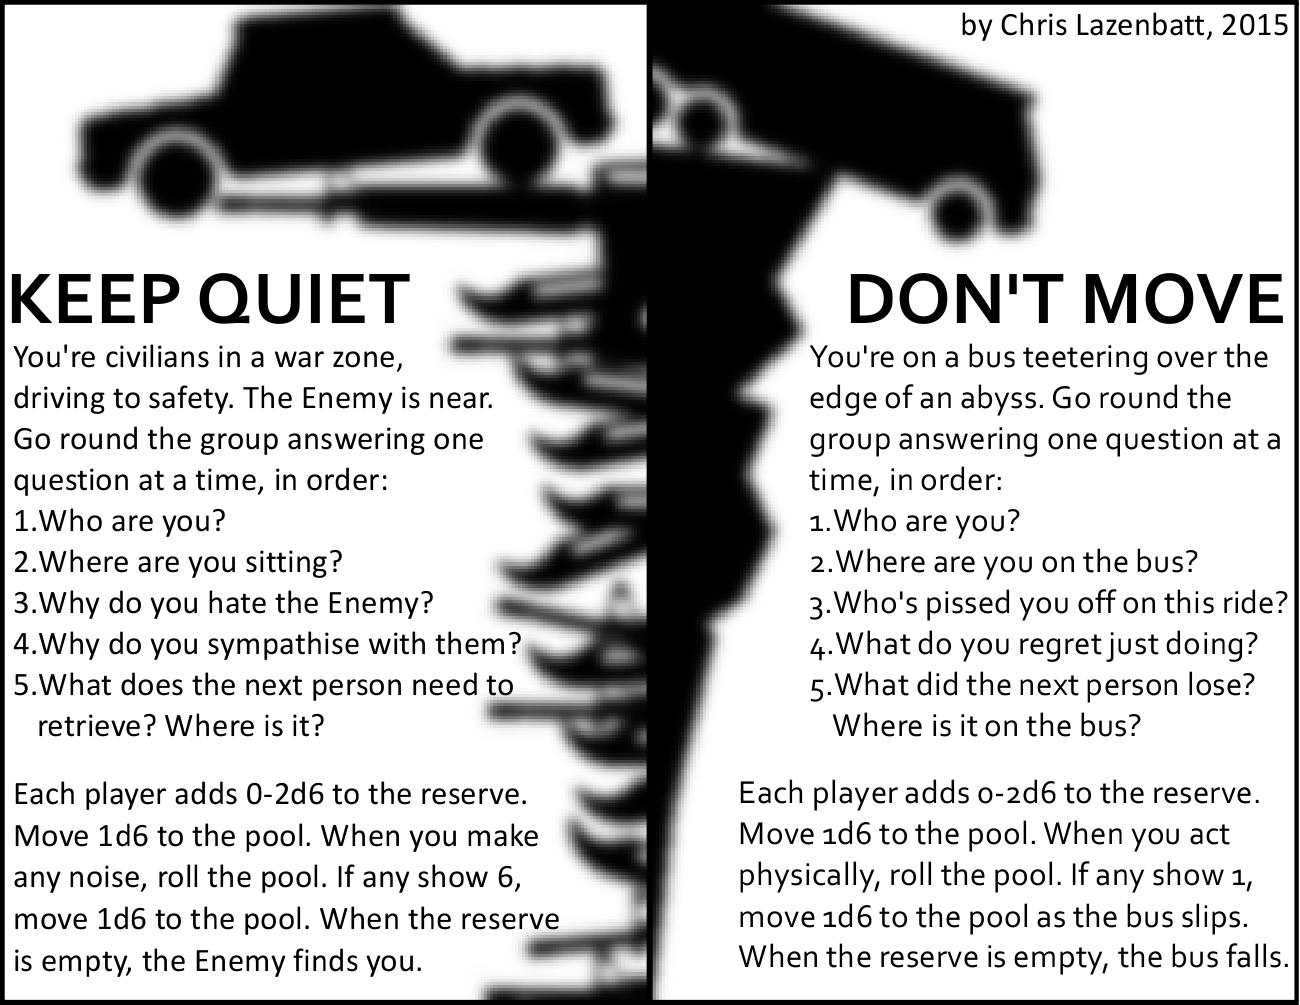 by Chris Lazenbatt, 2015
KEEP QUIET
You're civilians in a war zone,
driving to safety. The Enemy is near.
Go round the group answering one
question at a time, in order:
1.Who are you?
2.Where are you sitting?
3.Why do you hate the Enemy?
4.Why do you sympathise with them?
5.What does the next person need to
retrieve? Where is it?
Each player adds 0-2d6 to the reserve.
Move 1d6 to the pool. When you make
any noise, roll the pool. If any show 6,
move 1d6 to the pool. When the reserve
is empty, the Enemy finds you.
DON'T MOVE
You're on a bus teetering over the
edge of an abyss. Go round the
group answering one question at a
time, in order:
1.Who are you?
2.Where are you on the bus?
3.Who's pissed you off on this ride?
4.What do you regret just doing?
5.What did the next person lose?
Where is it on the bus?
Each player adds 0-2d6 to the reserve.
Move 1d6 to the pool. When you act
physically, roll the pool. If any show 1,
move 1d6 to the pool as the bus slips.
When the reserve is empty, the bus falls.